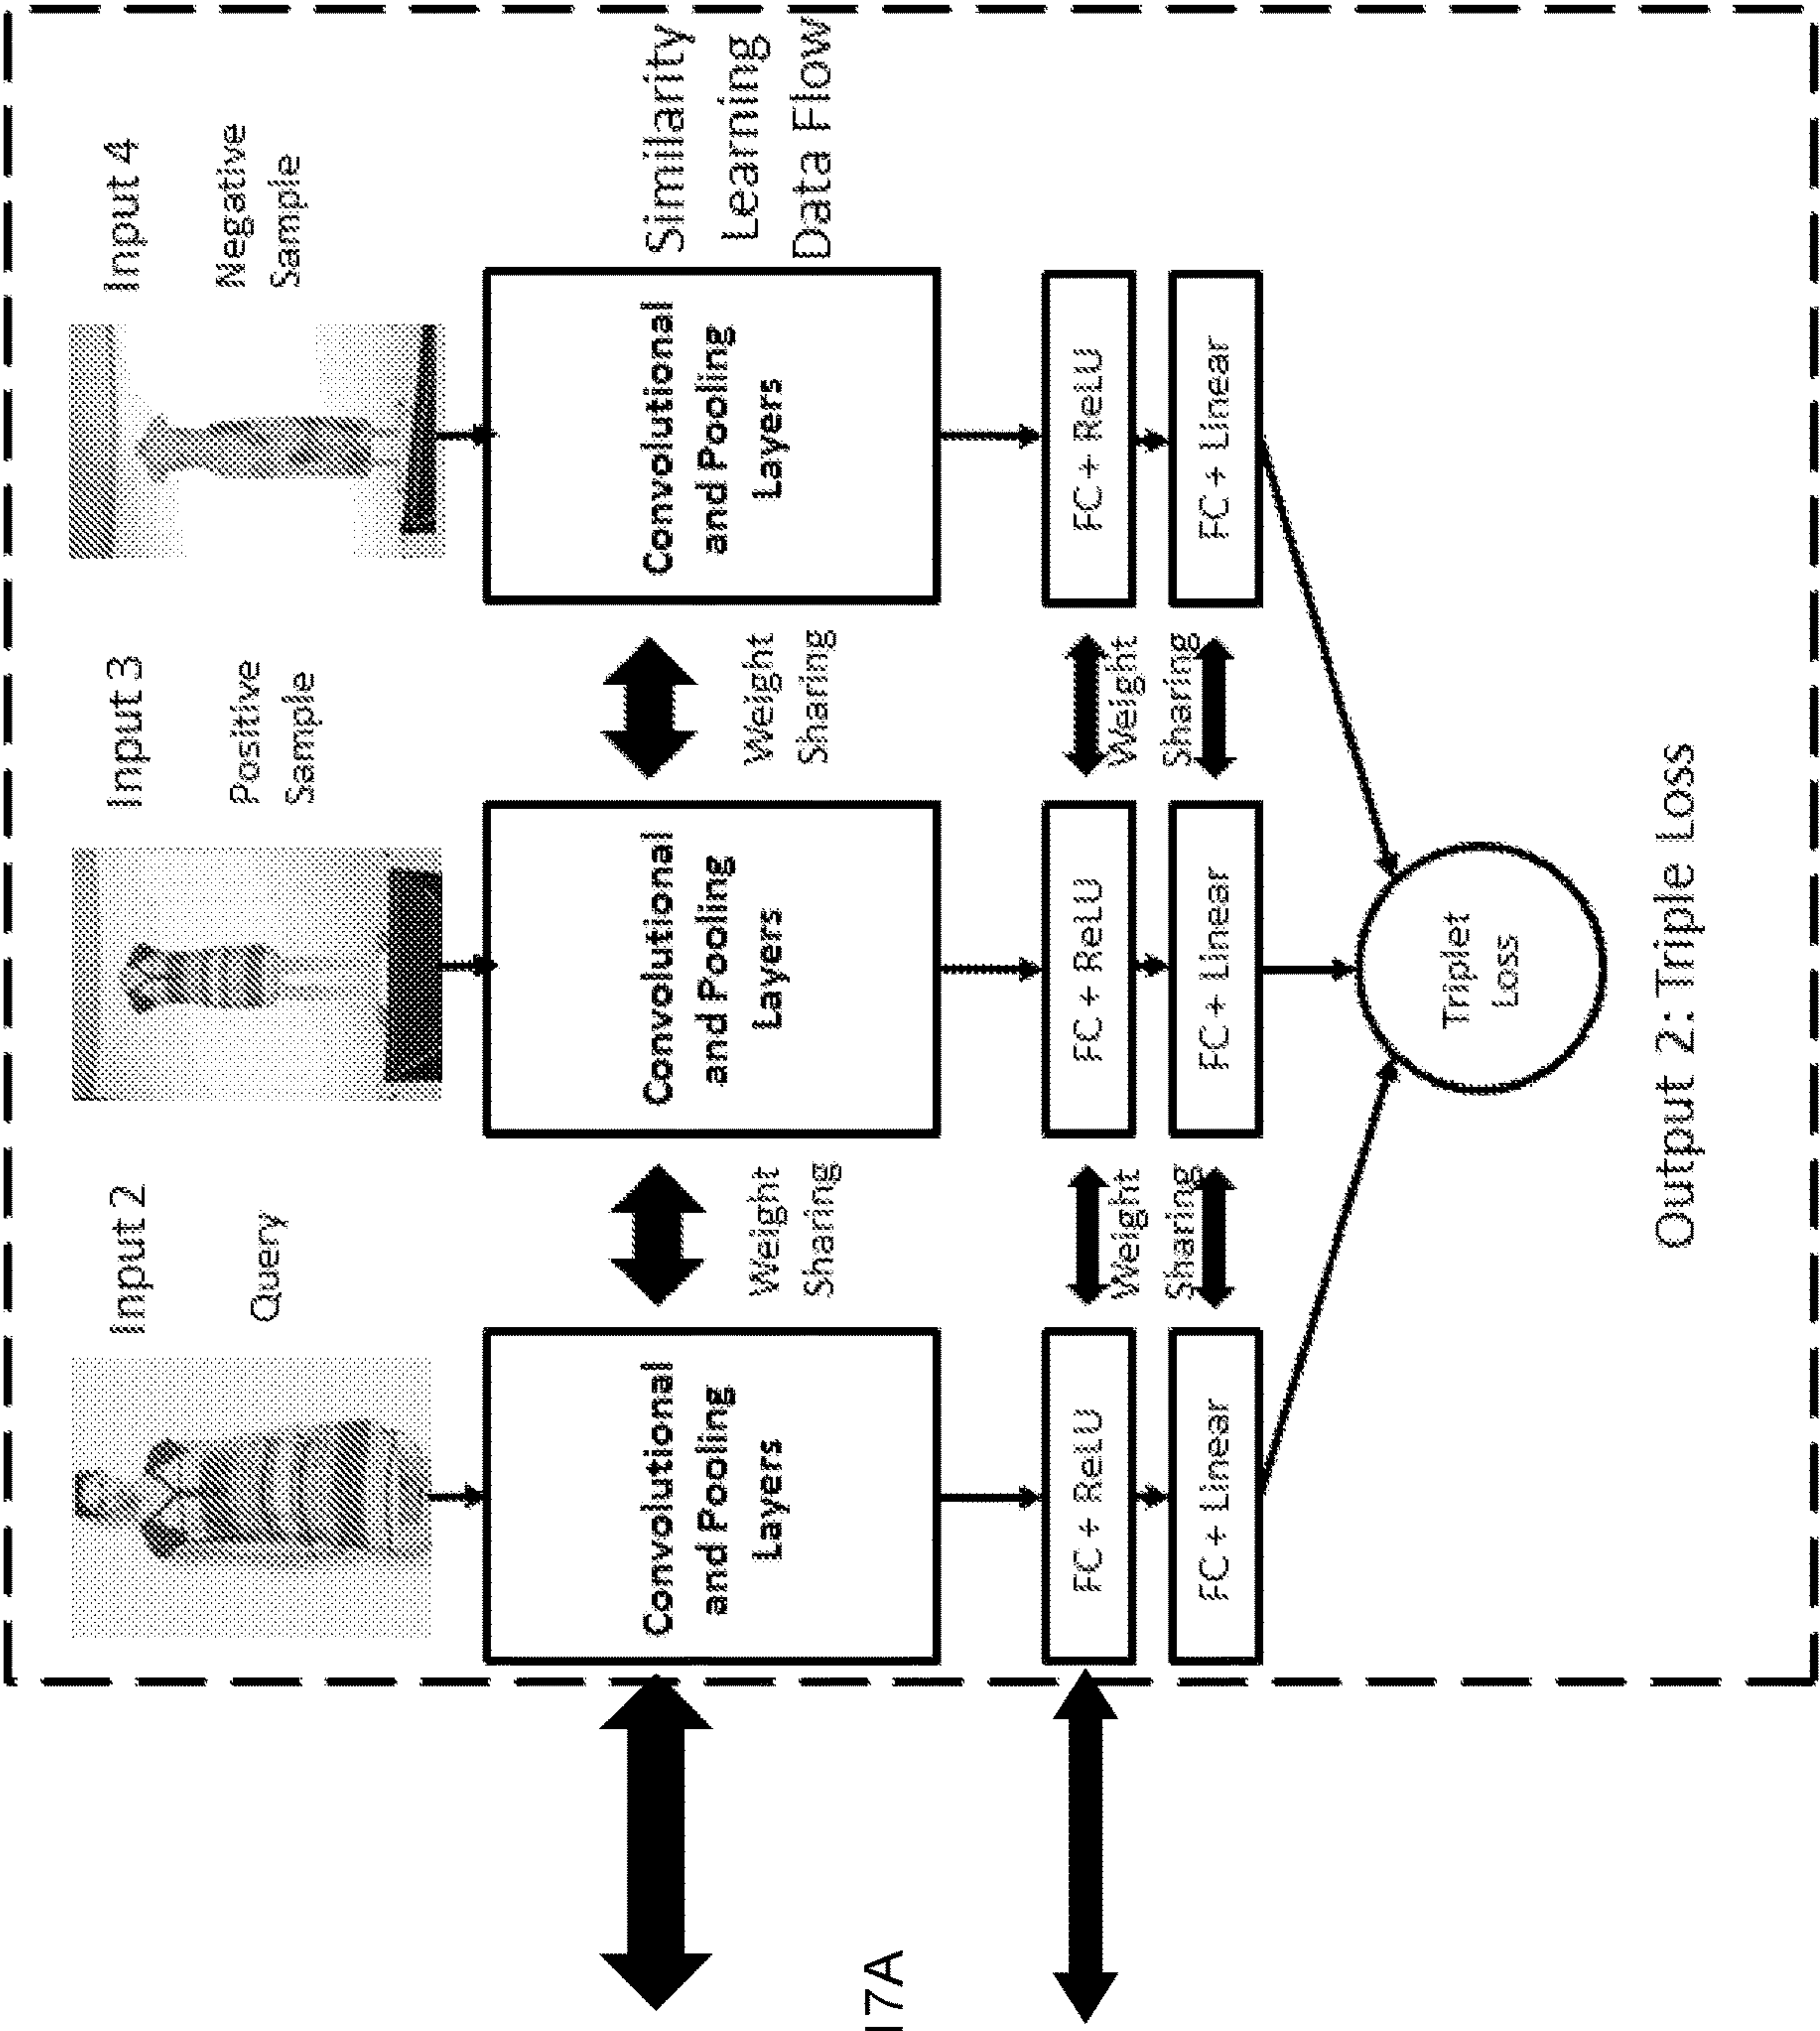 Input 2
Query
Input 3
Positive
Sample
Input 4
Negative
Sample
Convolutional
and Pooling
Layers
Weight
Sharing
Convolutional
and Pooling
Layers
Weight
Sharing
Convolutional
and Pooling
Layers
Similarity
Learning
Data Flow
17A
FC + ReLU
Weight
Sharing
FC + ReLU
Weight
Sharing
FC + ReLU
FC + Linear
FC + Linear
FC + Linear
Triplet
Loss
Output 2: Triple Loss